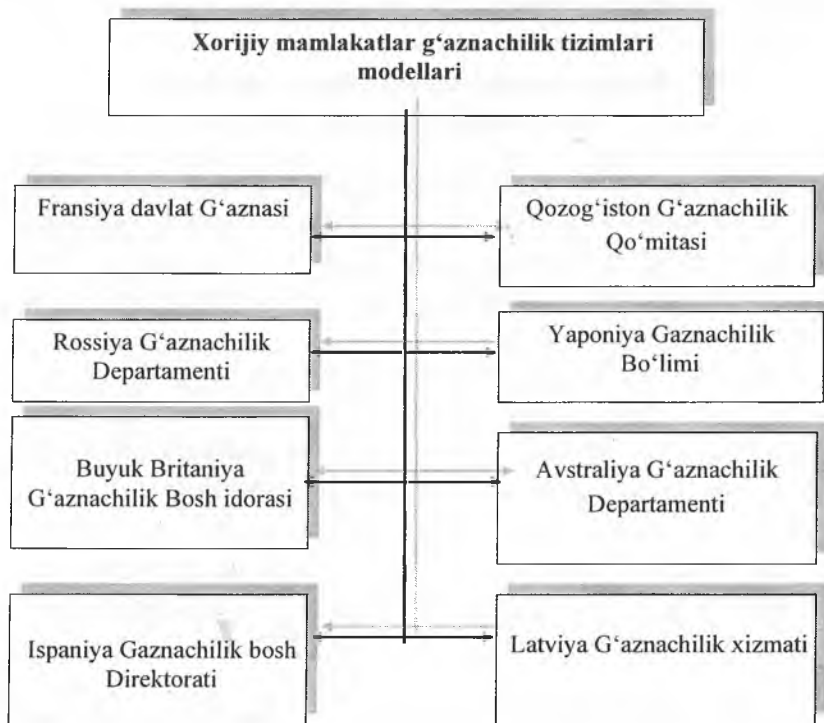 Xorijiy mamlakatlar g‘aznachilik tizimlari
modellari
Fransiya davlat G‘aznasi
Qozog‘iston G‘aznachilik
Qo‘mitasi
Rossiya G‘aznachilik
Departamenti
Yaponiya Gaznachilik
Bo‘limi
Buyuk Britaniya
G‘aznachilik Bosh idorasi
Avstraliya G‘aznachilik
Departamenti
Ispaniya Gaznachilik bosh
Direktorati
Latviya G‘aznachilik xizmati